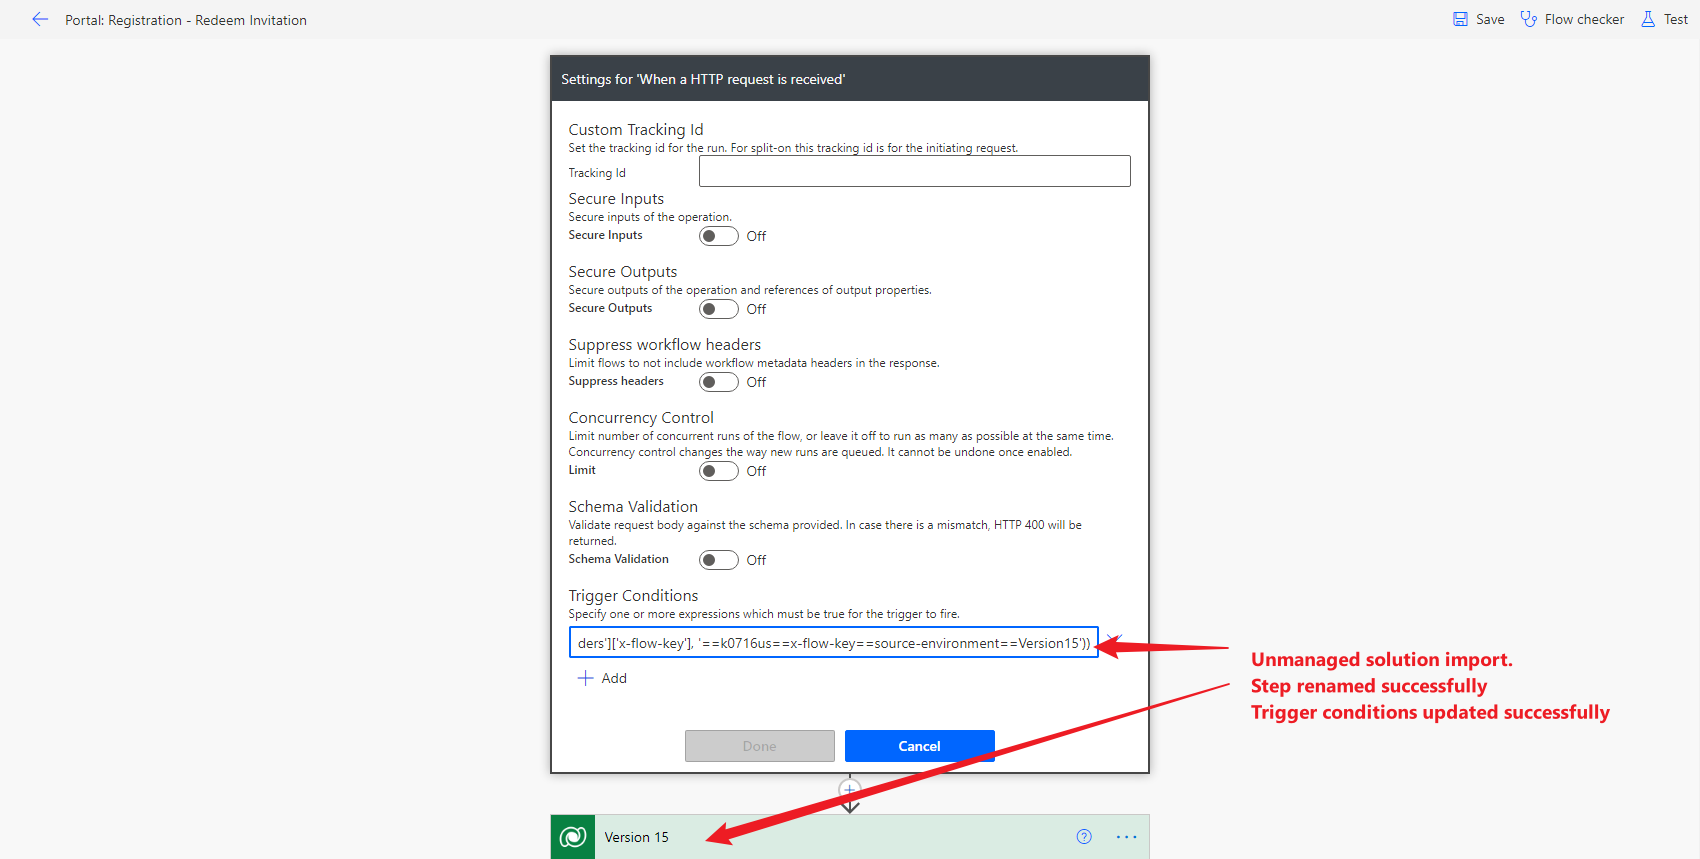 Portal: Registration - Redeem Invitation
Save
Flow checker
Test
Settings for 'When a HTTP request is received'
Custom Tracking Id
Set the tracking id for the run. For split-on this tracking id is for the initiating request.
Tracking Id
Secure Inputs
Secure inputs of the operation.
Secure Inputs
Off
Secure Outputs
Secure outputs of the operation and references of output properties.
Secure Outputs
Off
Suppress workflow headers
Limit flows to not include workflow metadata headers in the response.
Suppress headers
Off
Concurrency Control
Limit number of concurrent runs of the flow, or leave it off to run as many as possible at the same time.
Concurrency control changes the way new runs are queued. It cannot be undone once enabled.
Limit
Off
Schema Validation
Validate request body against the schema provided. In case there is a mismatch, HTTP 400 will be
returned.
Schema Validation
Off
Trigger Conditions
Specify one or more expressions which must be true for the trigger to fire.
ders']['x-flow-key'], '==k0716us==x-flow-key==source-environment==Version15'))
Add
Unmanaged solution import.
Step renamed successfully
Trigger conditions updated successfully
Done
Cancel
Version 15